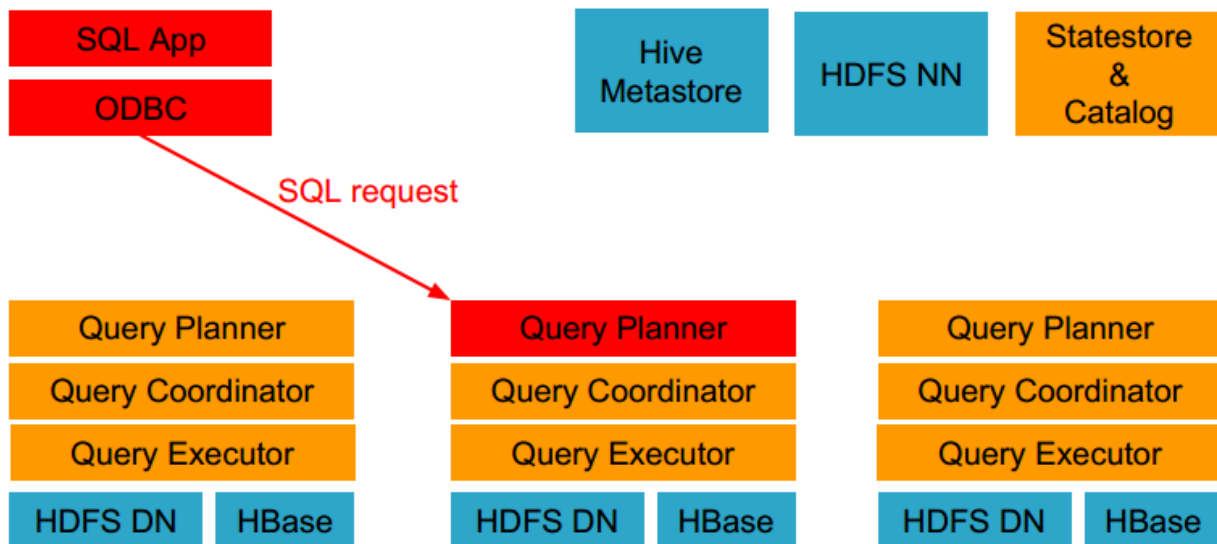 SQL App
ODBC
Hive
Metastore
HDFS NN
Statestore
&
Catalog
SQL request
Query Planner
Query Coordinator
Query Executor
HDFS DN
HBase
Query Planner
Query Coordinator
Query Executor
HDFS DN
HBase
Query Planner
Query Coordinator
Query Executor
HDFS DN
HBase